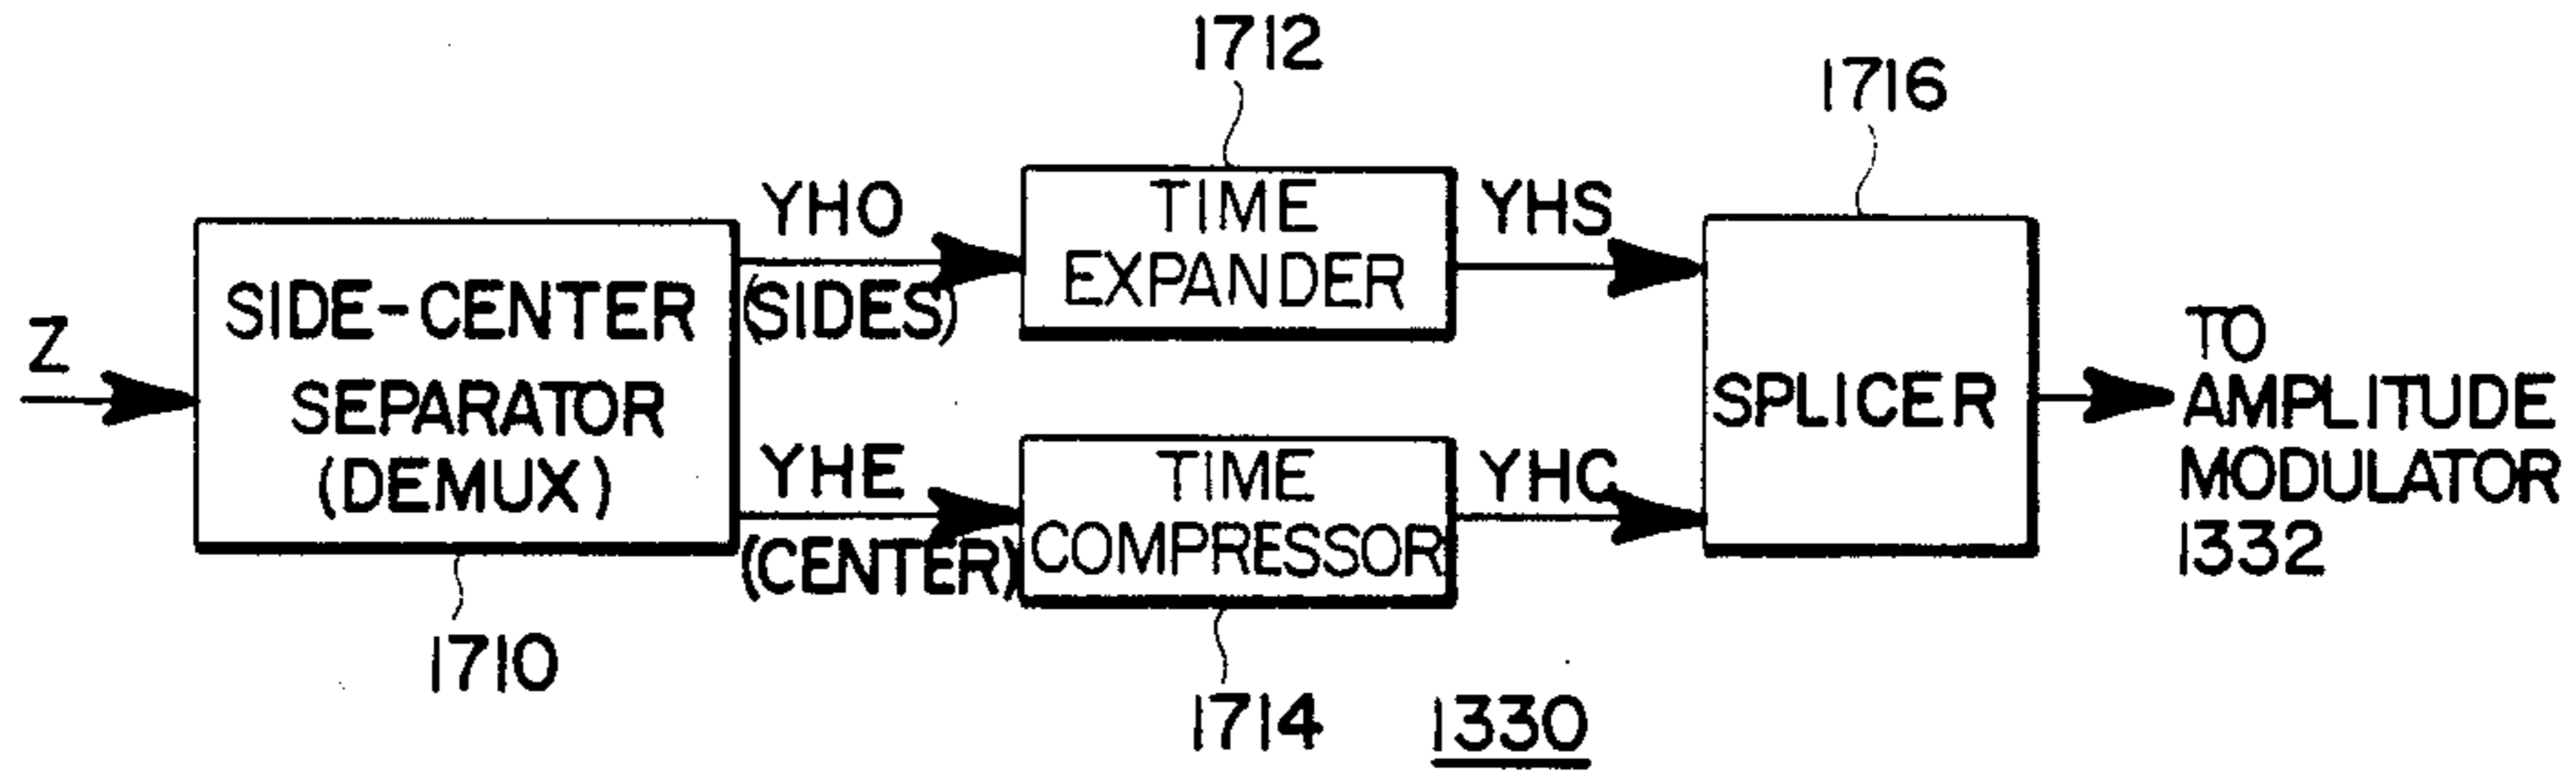 Z
SIDE-CENTER
SEPARATOR
(DEMUX)
1710
YHO
(SIDES)
YHE
(CENTER)
1712
TIME
EXPANDER
TIME
COMPRESSOR
1714
YHS
YHC
1716
SPLICER
TO
AMPLITUDE
MODULATOR
1332
1330